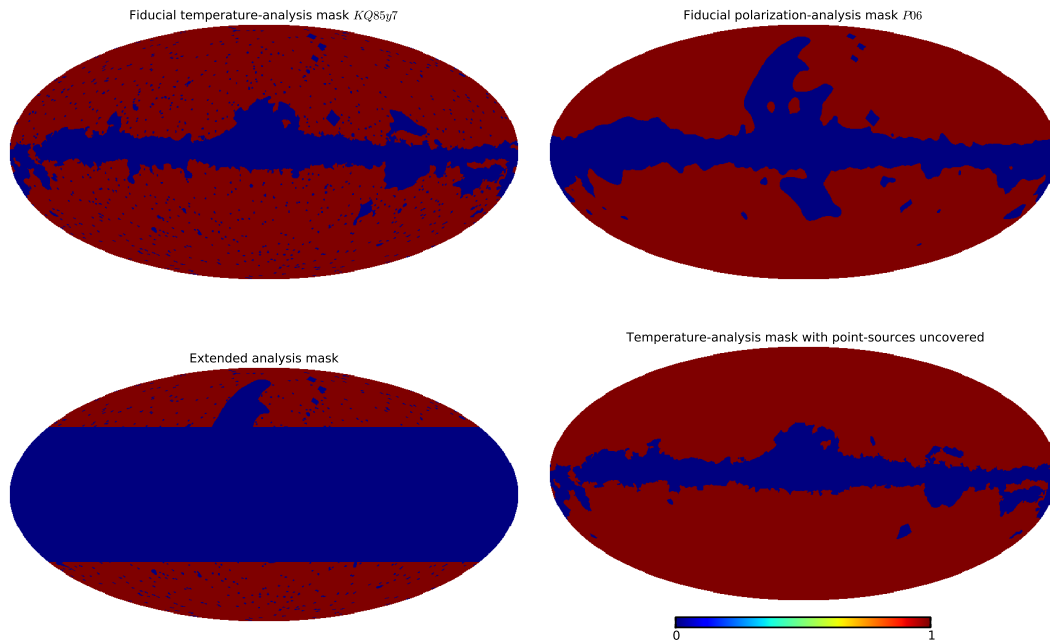 Fiducial temperature-analysis mask KQ85y7
Fiducial polarization-analysis mask P06
Extended analysis mask
Temperature-analysis mask with point-sources uncovered
0 1